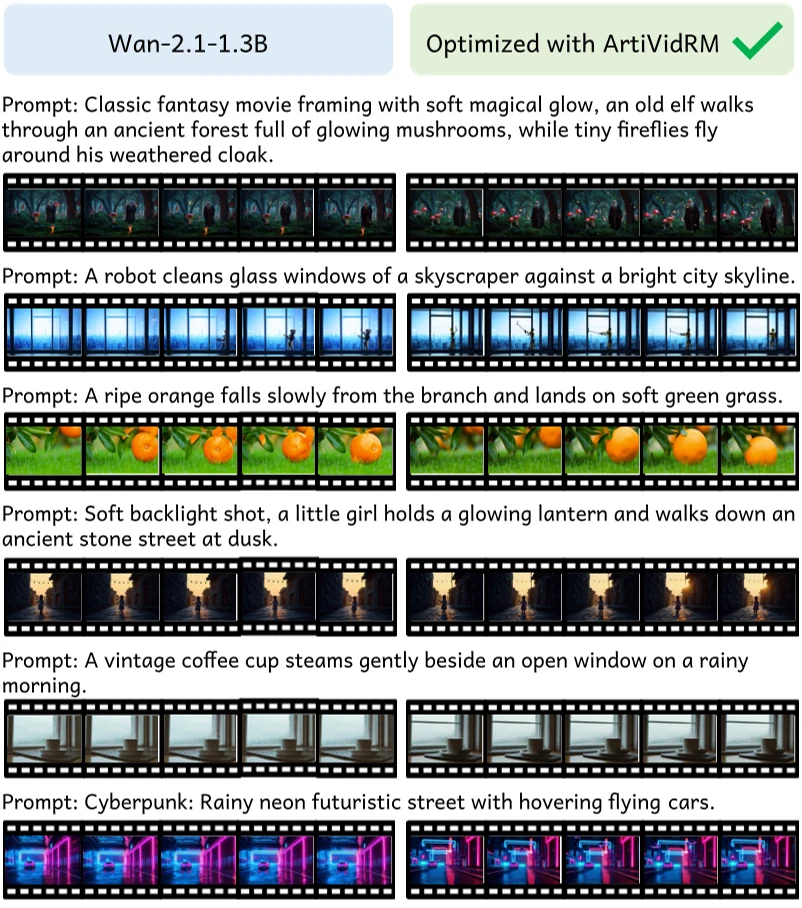 Wan-2.1-1.3B
Optimized with ArtiVidRM
Prompt: Classic fantasy movie framing with soft magical glow, an old elf walks
through an ancient forest full of glowing mushrooms, while tiny fireflies fly
around his weathered cloak.
Prompt: A robot cleans glass windows of a skyscraper against a bright city skyline.
Prompt: A ripe orange falls slowly from the branch and lands on soft green grass.
Prompt: Soft backlight shot, a little girl holds a glowing lantern and walks down an
ancient stone street at dusk.
Prompt: A vintage coffee cup steams gently beside an open window on a rainy
morning.
Prompt: Cyberpunk: Rainy neon futuristic street with hovering flying cars.